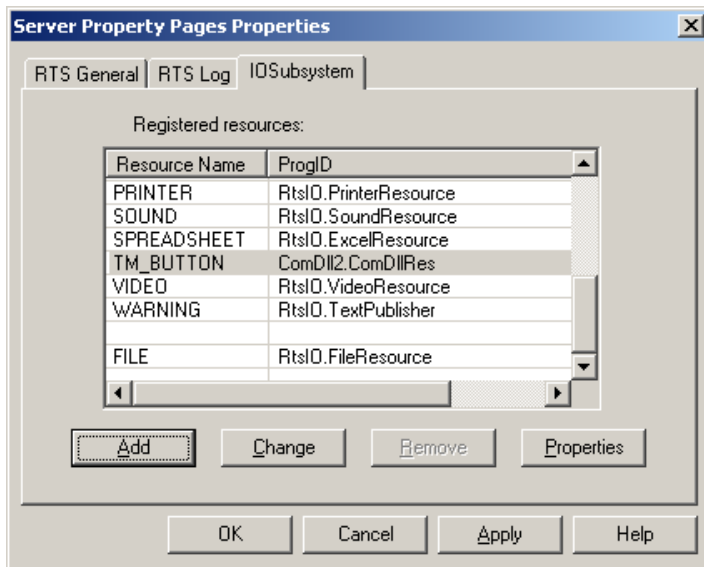 Server Property Pages Properties
RTS General RTS Log IOSubsystem
Registered resources:
Resource Name ProgID
PRINTER RtsIO.PrinterResource
SOUND RtsIO.SoundResource
SPREADSHEET RtsIO.ExcelResource
TM_BUTTON ComDll2.ComDllRes
VIDEO RtsIO.VideoResource
WARNING RtsIO.TextPublisher
FILE RtsIO.FileResource
Add Change Remove Properties
OK Cancel Apply Help